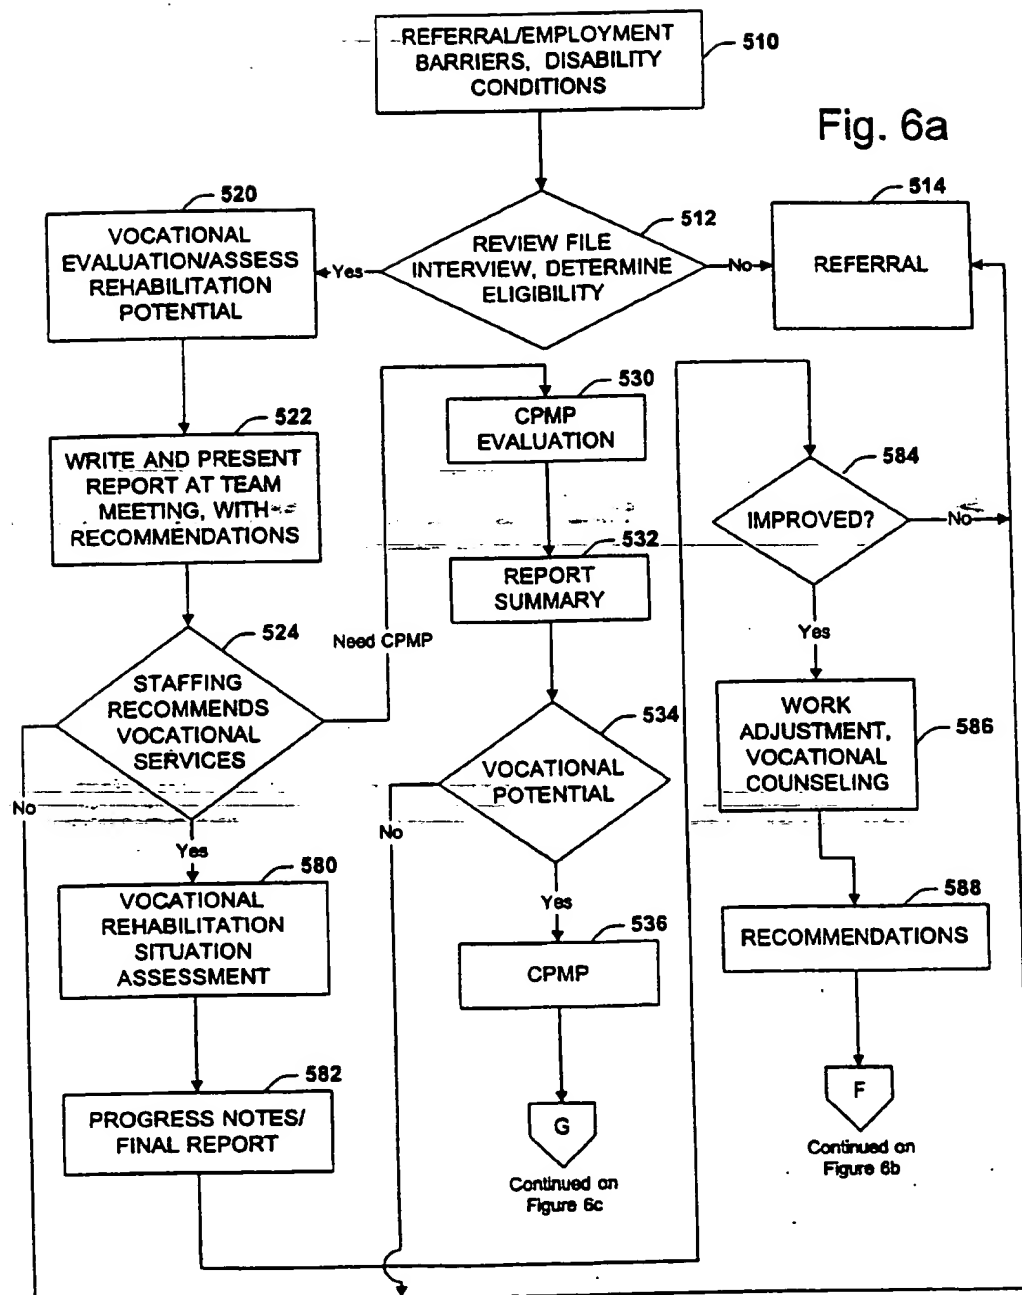 REFERRAL/EMPLOYMENT
BARRIERS, DISABILITY
CONDITIONS
510
Fig. 6a
520
VOCATIONAL
EVALUATION/ASSESS
REHABILITATION
POTENTIAL
Yes
REVIEW FILE
INTERVIEW, DETERMINE
ELIGIBILITY
512
No
514
REFERRAL
522
WRITE AND PRESENT
REPORT AT TEAM
MEETING, WITH
RECOMMENDATIONS
524
STAFFING
RECOMMENDS
VOCATIONAL
SERVICES
Need CPMP
No
Yes
580
VOCATIONAL
REHABILITATION
SITUATION
ASSESSMENT
582
PROGRESS NOTES/
FINAL REPORT
530
CPMP
EVALUATION
532
REPORT
SUMMARY
534
VOCATIONAL
POTENTIAL
No
Yes
536
CPMP
G
Continued on
Figure 6c
584
IMPROVED?
No
Yes
WORK
ADJUSTMENT,
VOCATIONAL
COUNSELING
586
588
RECOMMENDATIONS
F
Continued on
Figure 6b